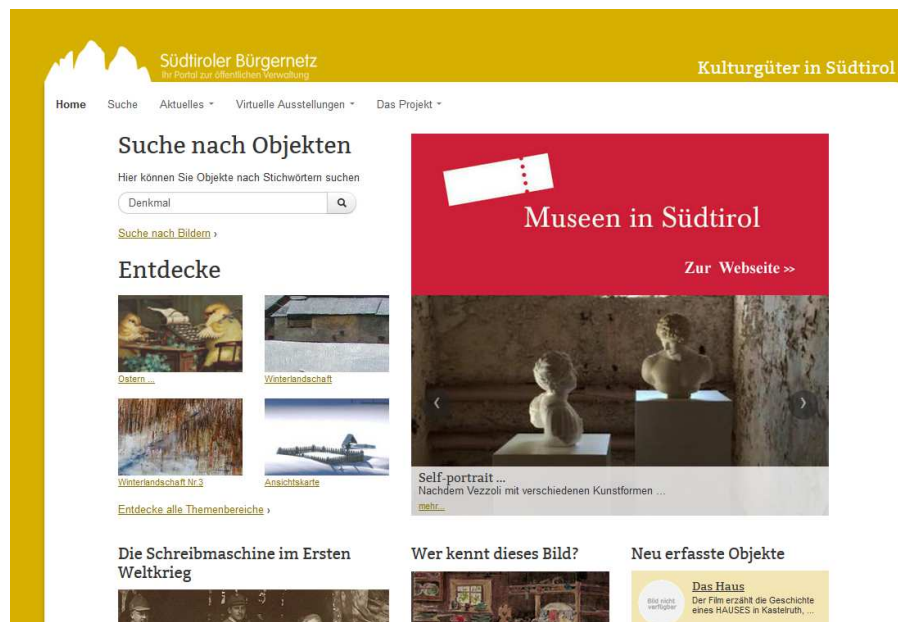 Südtiroler Bürgernetz
Ihr Portal zur öffentlichen Verwaltung
Kulturgüter in Südtirol
Home Suche Aktuelles Virtuelle Ausstellungen Das Projekt
Suche nach Objekten
Hier können Sie Objekte nach Stichwörtern suchen
Denkmal
Suche nach Bildern ›
Entdecke
Ostern ...
Winterlandschaft
Winterlandschaft Nr.3
Ansichtskarte
Entdecke alle Themenbereiche ›
Museen in Südtirol
Zur Webseite >>
Self-portrait ...
Nachdem Vezzoli mit verschiedenen Kunstformen ...
mehr...
Die Schreibmaschine im Ersten
Weltkrieg
Wer kennt dieses Bild?
Neu erfasste Objekte
Bild nicht
verfügbar
Das Haus
Der Film erzählt die Geschichte
eines HAUSES in Kastelruth, ...